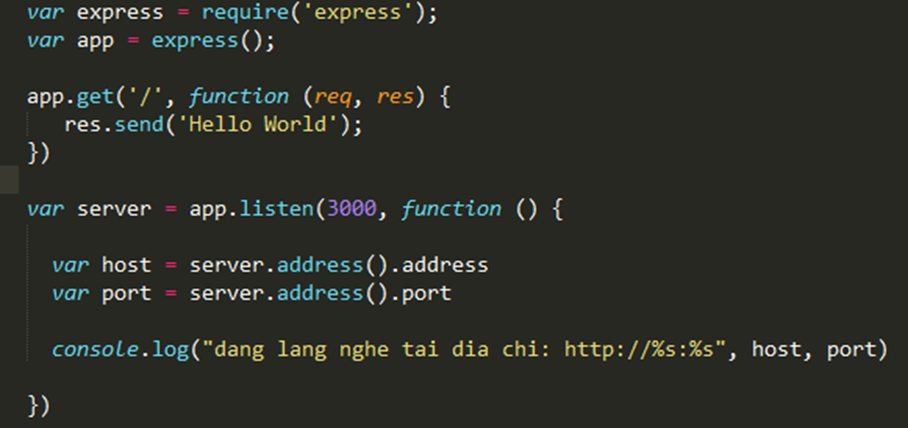 var express = require('express');
var app = express();
app.get('/', function (req, res) {
res.send('Hello World');
})
var server = app.listen(3000, function () {
var host = server.address().address
var port = server.address().port
console.log("dang lang nghe tai dia chi: http://%s:%s", host, port)
})